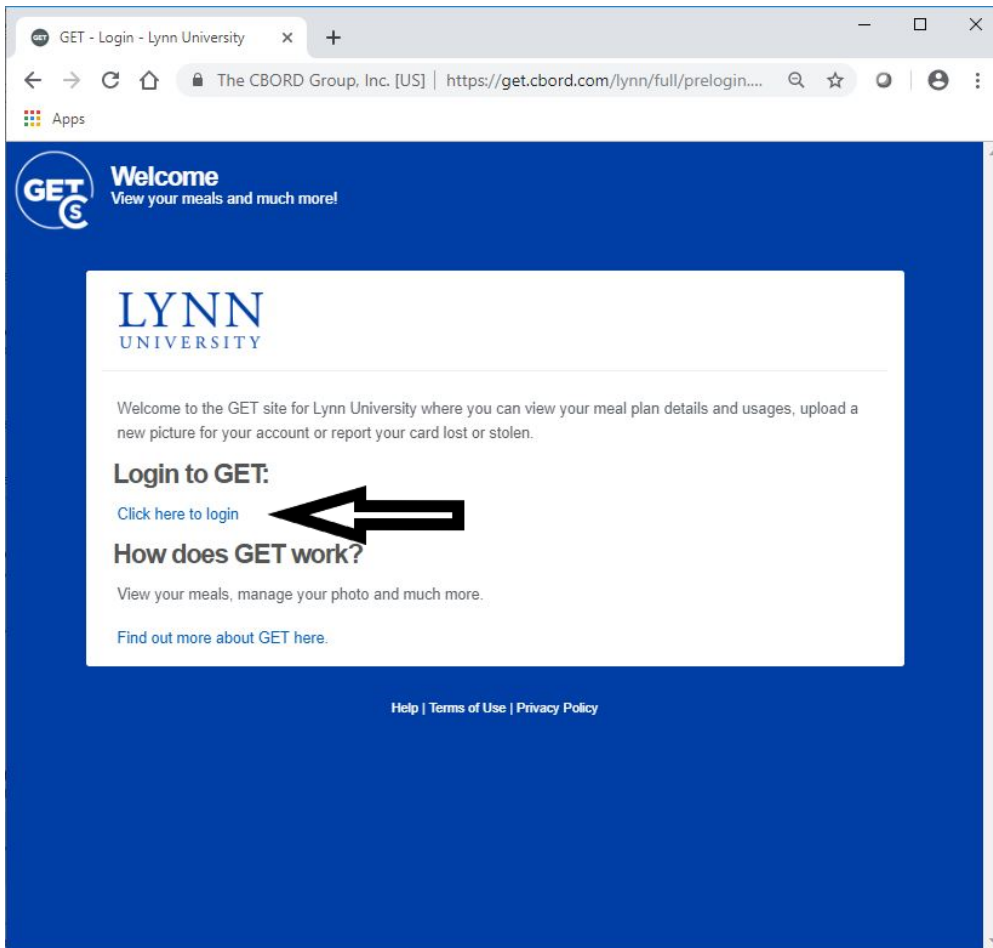 GET - Login - Lynn University
The CBORD Group, Inc. [US] | https://get.cbord.com/lynn/full/prelogin....
Apps
GET
CS
Welcome
View your meals and much more!
LYNN
UNIVERSITY
Welcome to the GET site for Lynn University where you can view your meal plan details and usages, upload a
new picture for your account or report your card lost or stolen.
Login to GET:
Click here to login
How does GET work?
View your meals, manage your photo and much more.
Find out more about GET here.
Help | Terms of Use | Privacy Policy